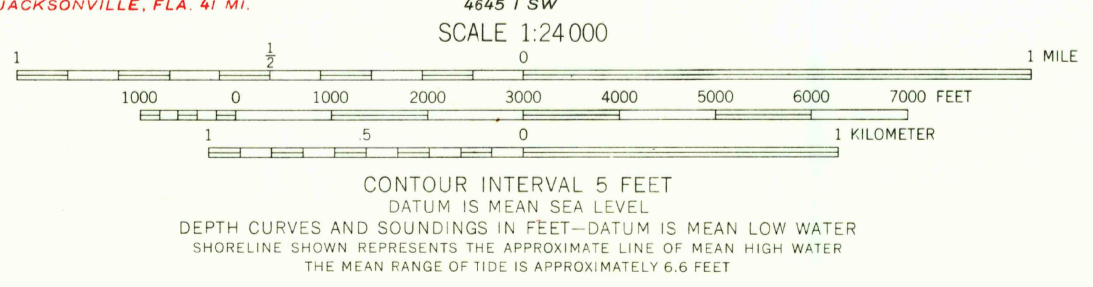 JACKSONVILLE, FLA. 41 MI.
4645 I SW
SCALE 1:24 000
1 1/2 0 1 MILE
1000 0 1000 2000 3000 4000 5000 6000 7000 FEET
1 .5 0 1 KILOMETER
CONTOUR INTERVAL 5 FEET
DATUM IS MEAN SEA LEVEL
DEPTH CURVES AND SOUNDINGS IN FEET—DATUM IS MEAN LOW WATER
SHORELINE SHOWN REPRESENTS THE APPROXIMATE LINE OF MEAN HIGH WATER
THE MEAN RANGE OF TIDE IS APPROXIMATELY 6.6 FEET